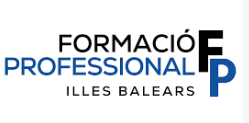 FORMACIÓ
PROFESSIONAL
FP
ILLES BALEARS